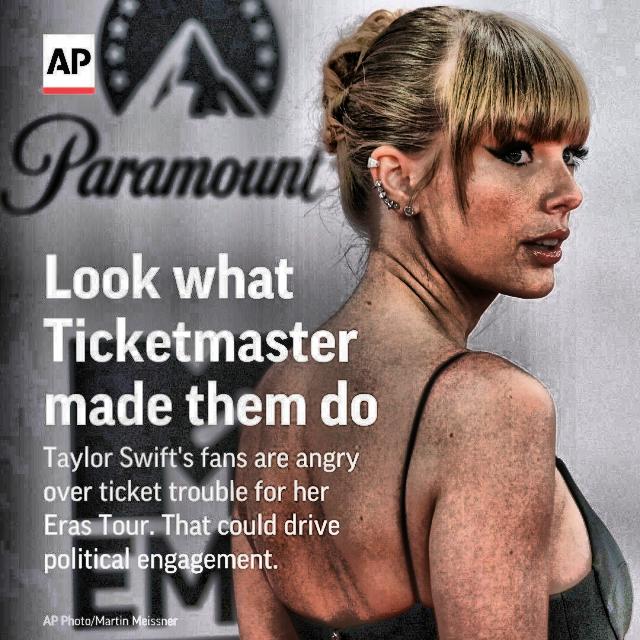 AP
Paramount
Look what
Ticketmaster
made them do
Taylor Swift's fans are angry
over ticket trouble for her
Eras Tour. That could drive
political engagement.
EM
AP Photo/Martin Meissner